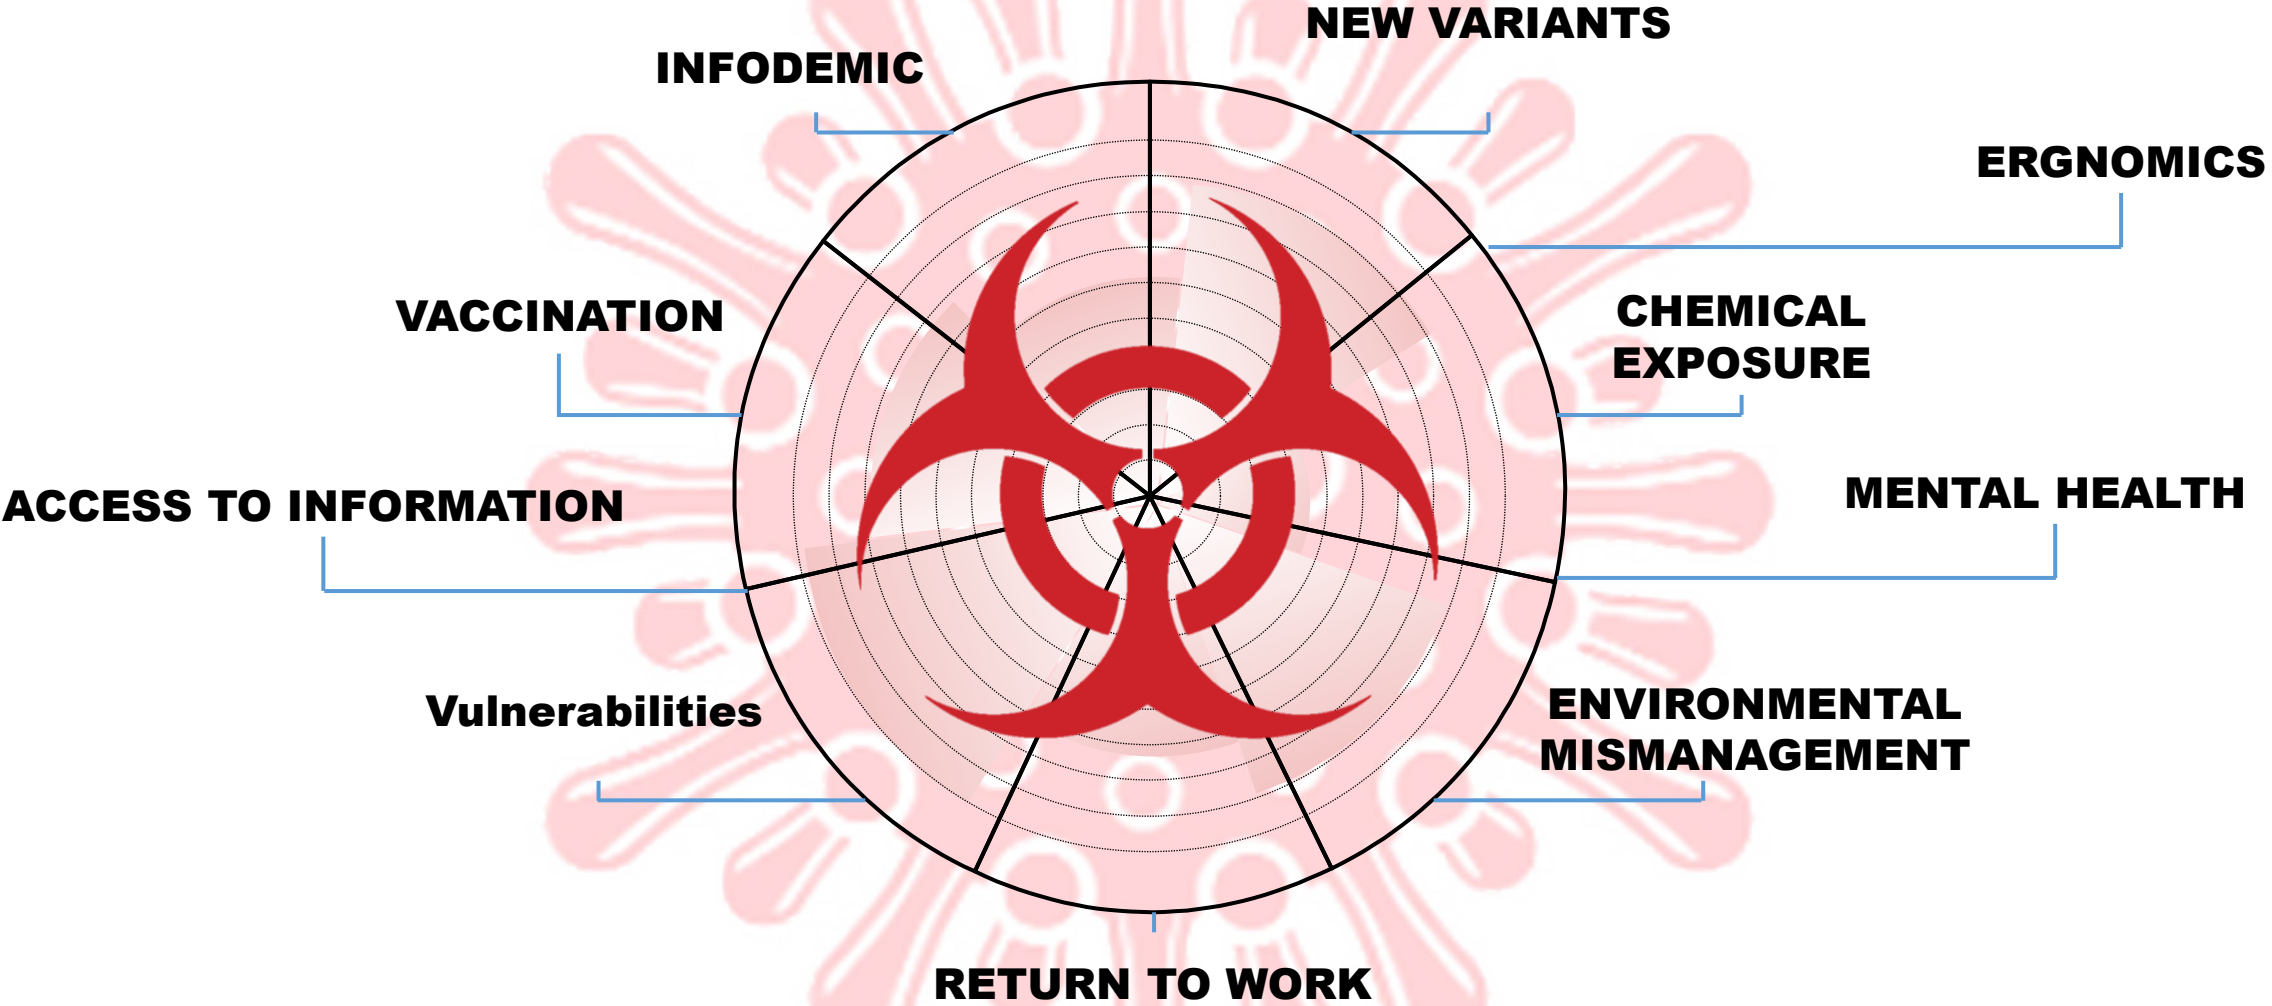 NEW VARIANTS
INFODEMIC
ERGNOMICS
CHEMICAL
EXPOSURE
VACCINATION
MENTAL HEALTH
ACCESS TO INFORMATION
ENVIRONMENTAL
MISMANAGEMENT
Vulnerabilities
RETURN TO WORK